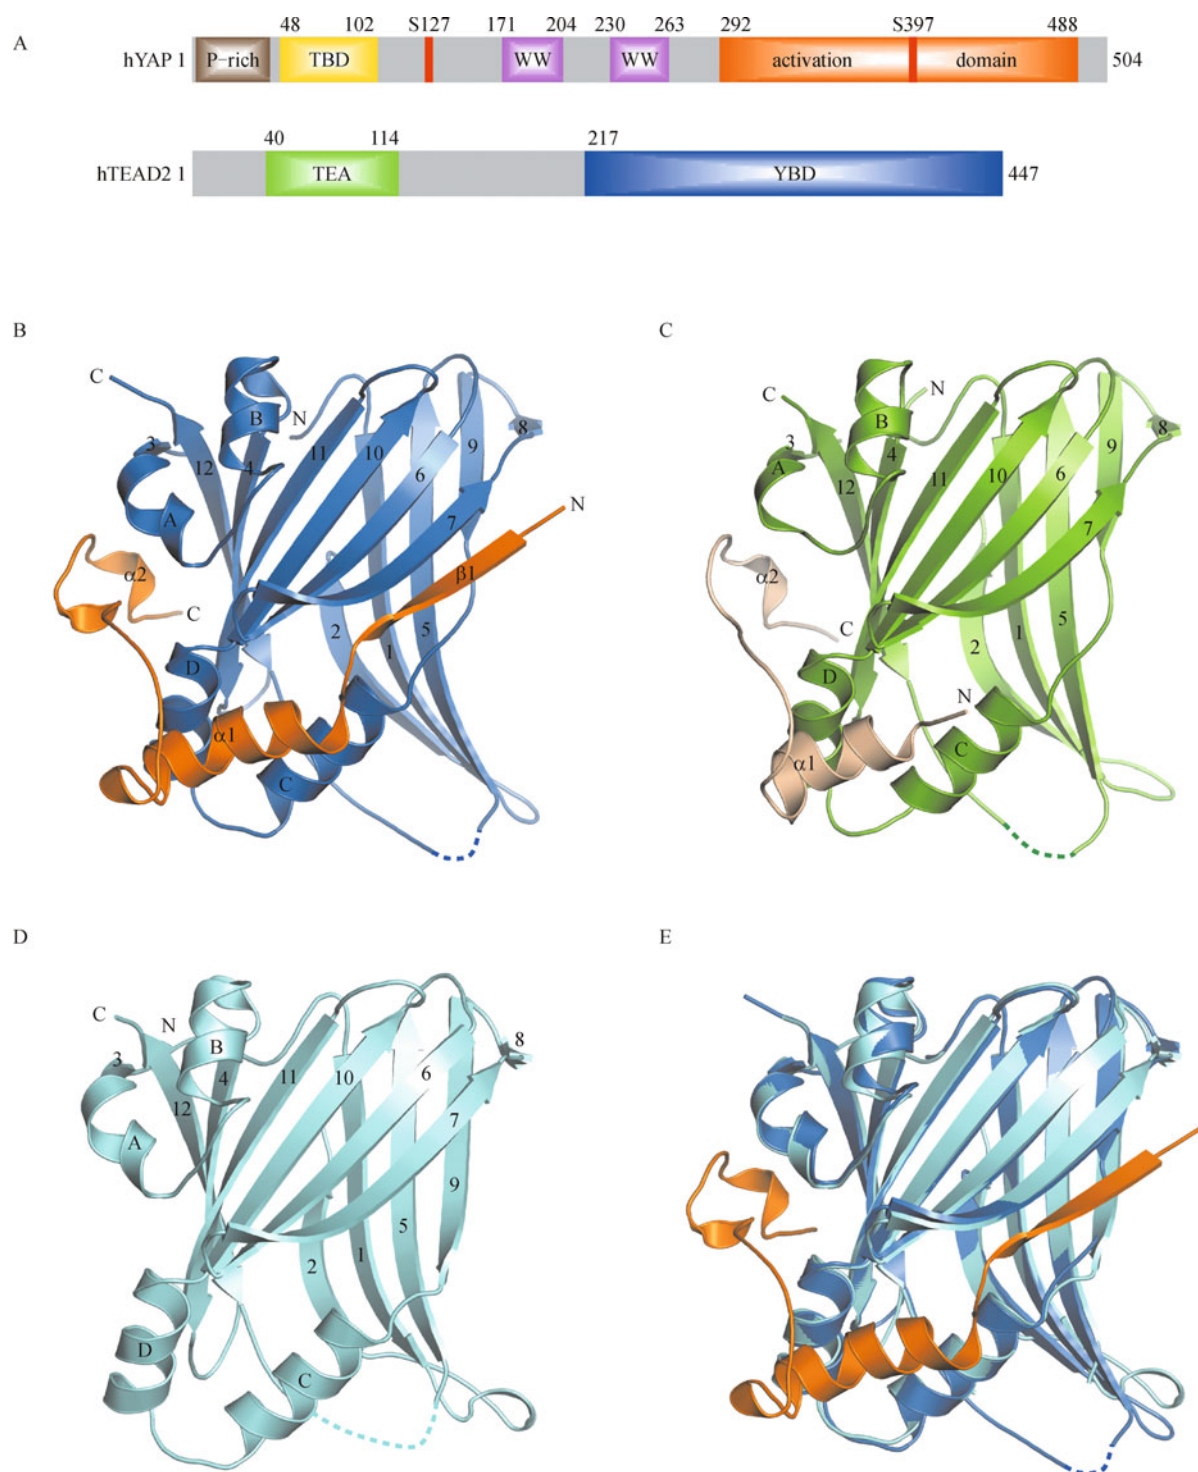 A
48 102 S127 171 204 230 263 292 S397 488
hYAP 1 P-rich TBD WW WW activation domain 504
40 114 217
hTEAD2 1 TEA YBD 447
B
C N B 3 12 4 11 10 6 9 8 A 7 N
α2 β1 C 2 1 5 D α1 C
C
C N B 3 A 12 4 11 10 6 9 8 7
α2 C 2 1 5 D N α1 C
D
C N B 3 4 11 10 6 8 12 A 7 9
2 1 5 D C
E